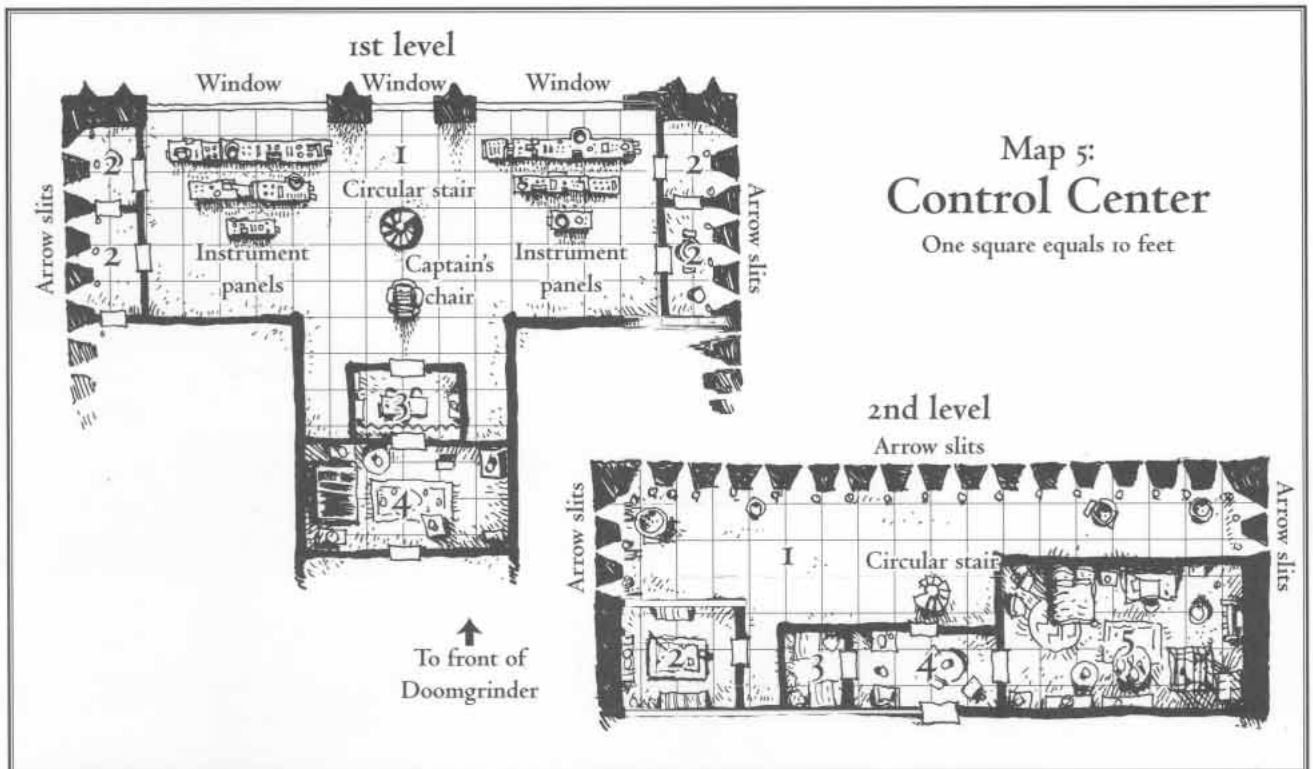 1st level
Window
Window
Window
Arrow slits
2
1
2
Circular stair
Arrow slits
2
2
Instrument
panels
Captain's
chair
Instrument
panels
3
4
To front of
Doomgrinder
Map 5:
Control Center
One square equals 10 feet
2nd level
Arrow slits
Arrow slits
Arrow slits
1
Circular stair
2
3
4
5